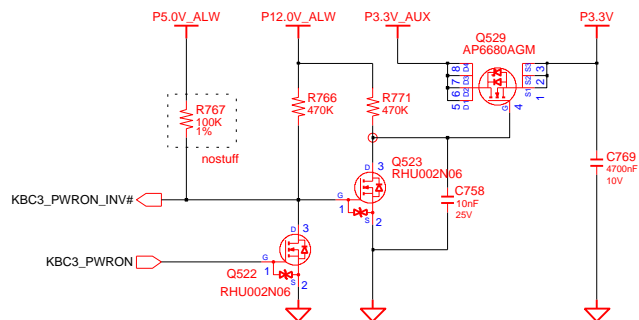 P5.0V_ALW
P12.0V_ALW
P3.3V_AUX
P3.3V
Q529
AP6680AGM
8 D4
7 D3
6 D2
5 D1
S3 3
S2 2
S1 1
G 4
R767
100K
1%
nostuff
R766
470K
R771
470K
KBC3_PWRON_INV#
Q523
RHU002N06
D 3
G 1
S 2
C758
10nF
25V
C769
4700nF
10V
KBC3_PWRON
D 3
G 1
S 2
Q522
RHU002N06